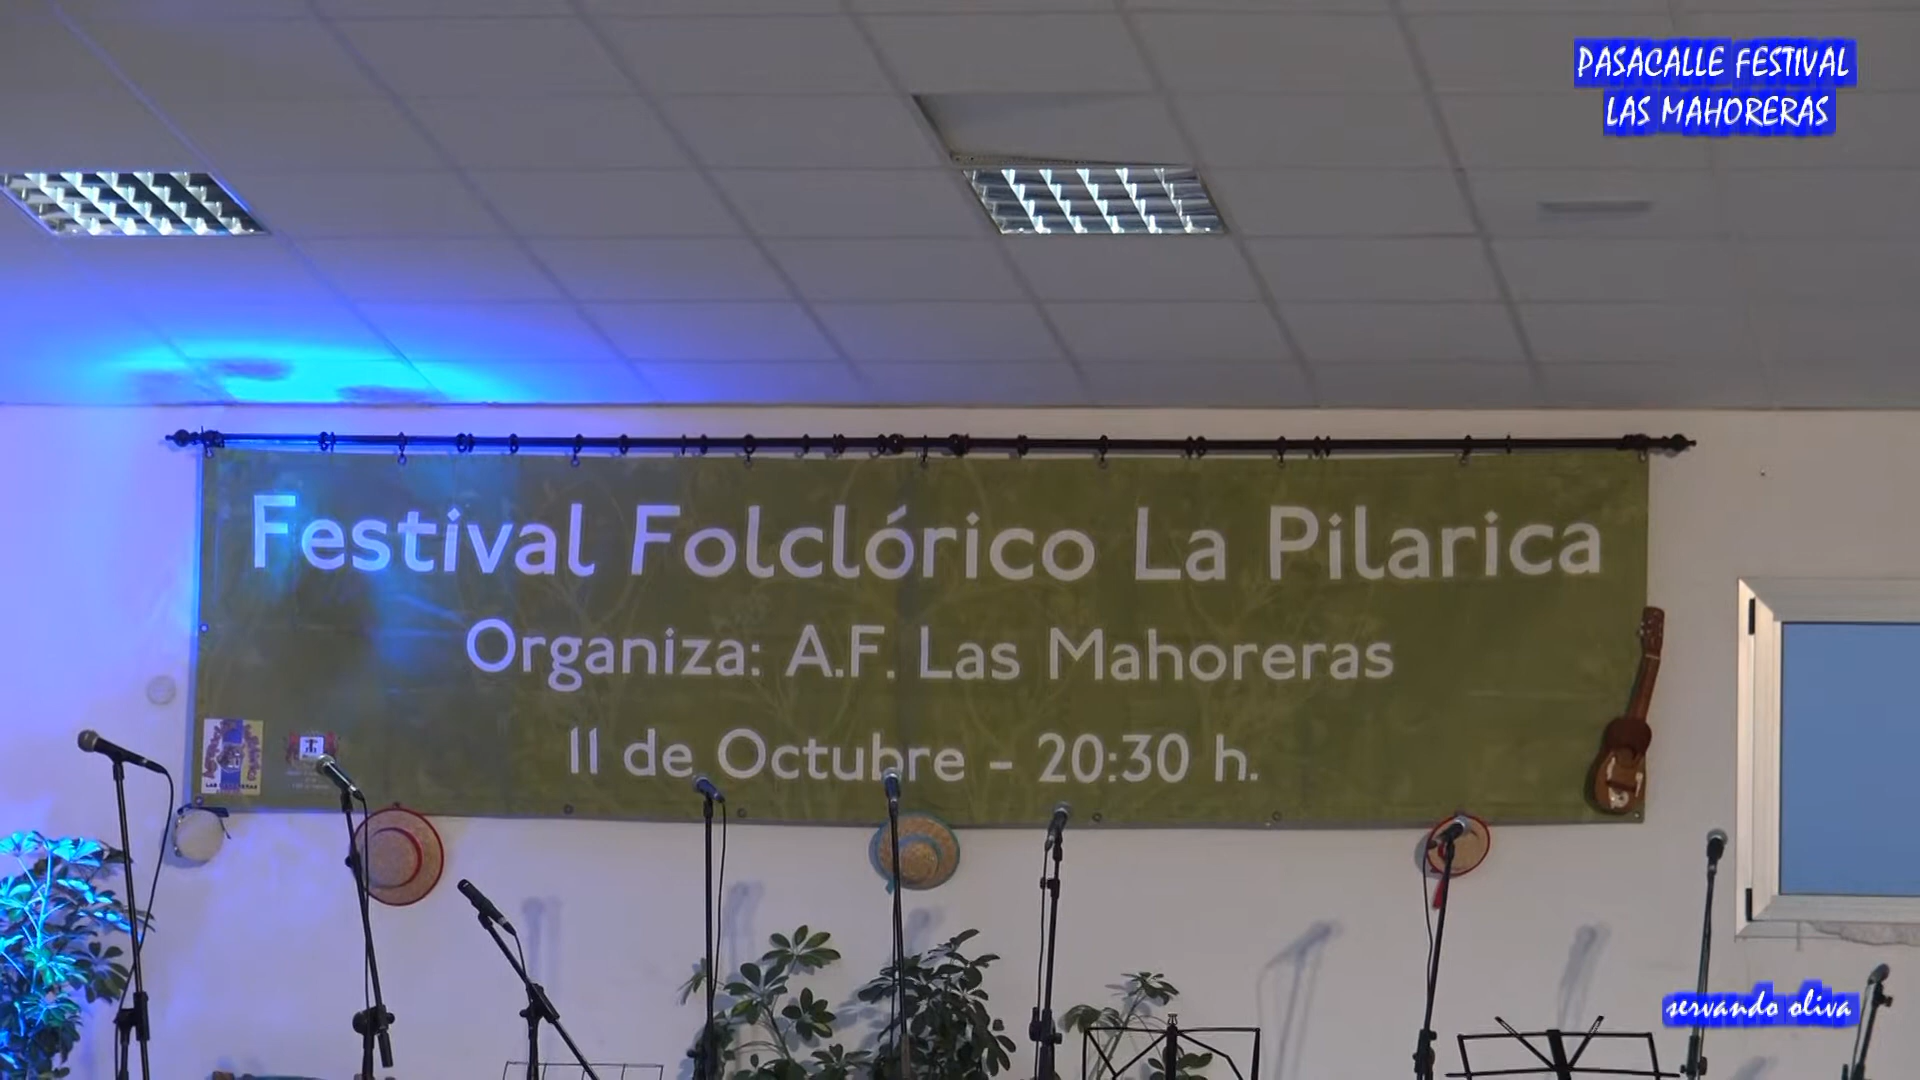 PASACALLE FESTIVAL
LAS MAHORERAS
Festival Folclórico La Pilarica
Organiza: A.F. Las Mahoreras
11 de Octubre - 20:30 h.
servando oliva